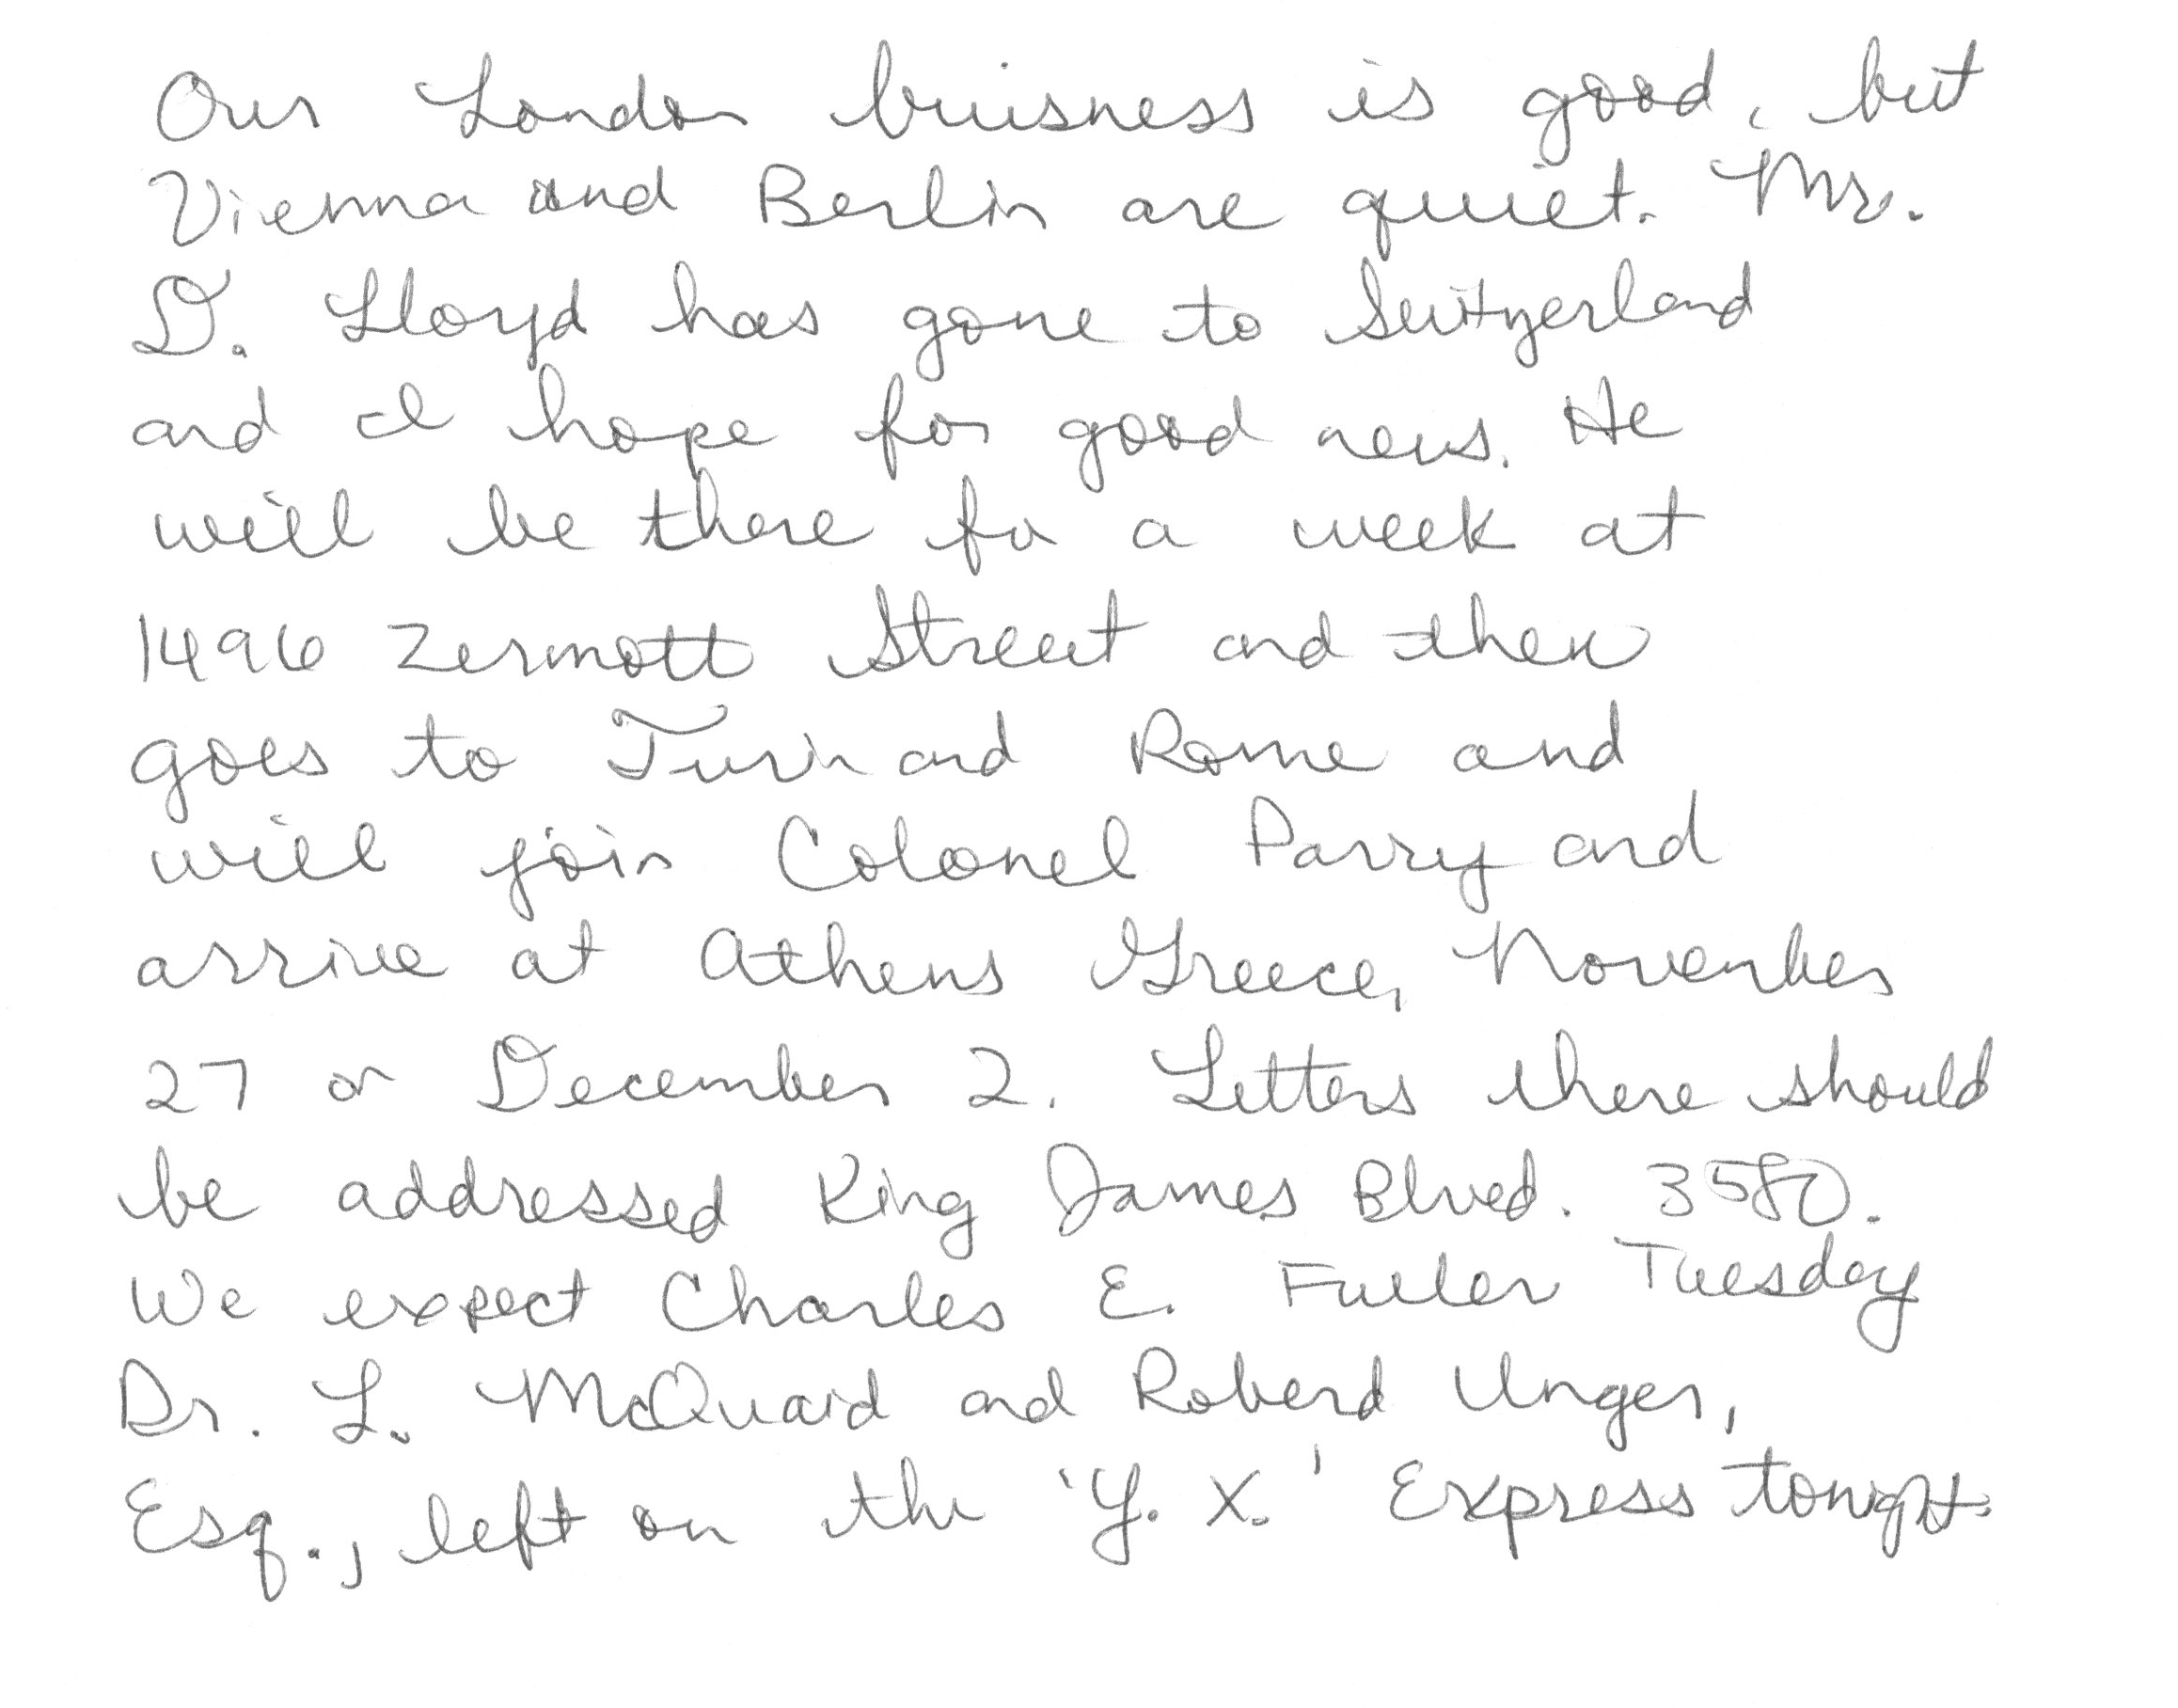 Our London buisness is good, but
Vienna and Berlin are quiet. Mr.
D. Lloyd has gone to Switzerland
and I hope for good news. He
will be there for a week at
1496 Zermott Street and then
goes to Turin and Rome and
will join Colonel Parry and
arrive at Athens Greece, November
27 or December 2. Letters there should
be addressed King James Blved. 3580.
We expect Charles E. Fuller Tuesday
Dr. L. McQuaid and Roberd Unger,
Esq., left on the 'Y. X.' Express tonight.